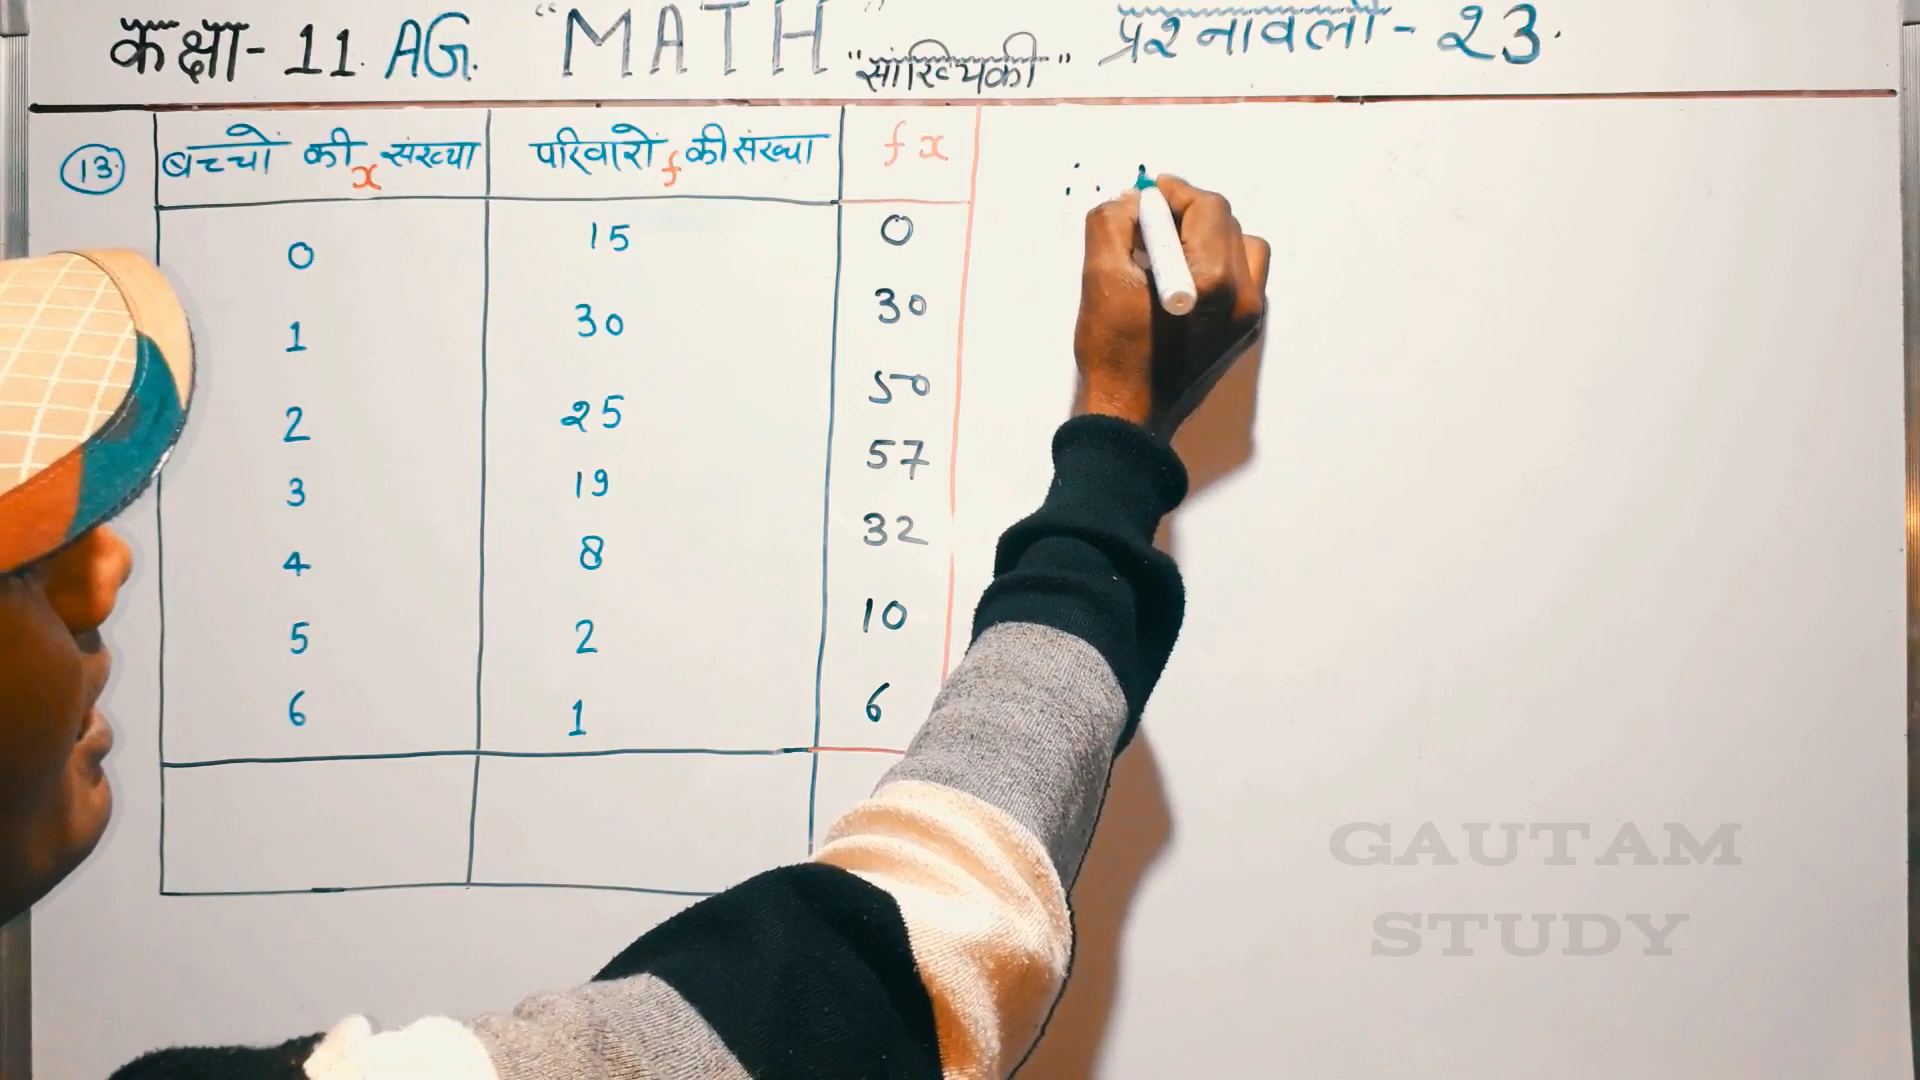 कक्षा- 11 AG. "MATH" "सांख्यिकी" प्रश्नावली- 23.
13. बच्चों की संख्या x परिवारों की संख्या f fx
0 15 0
1 30 30
2 25 50
3 19 57
4 8 32
5 2 10
6 1 6
∴
GAUTAM
STUDY